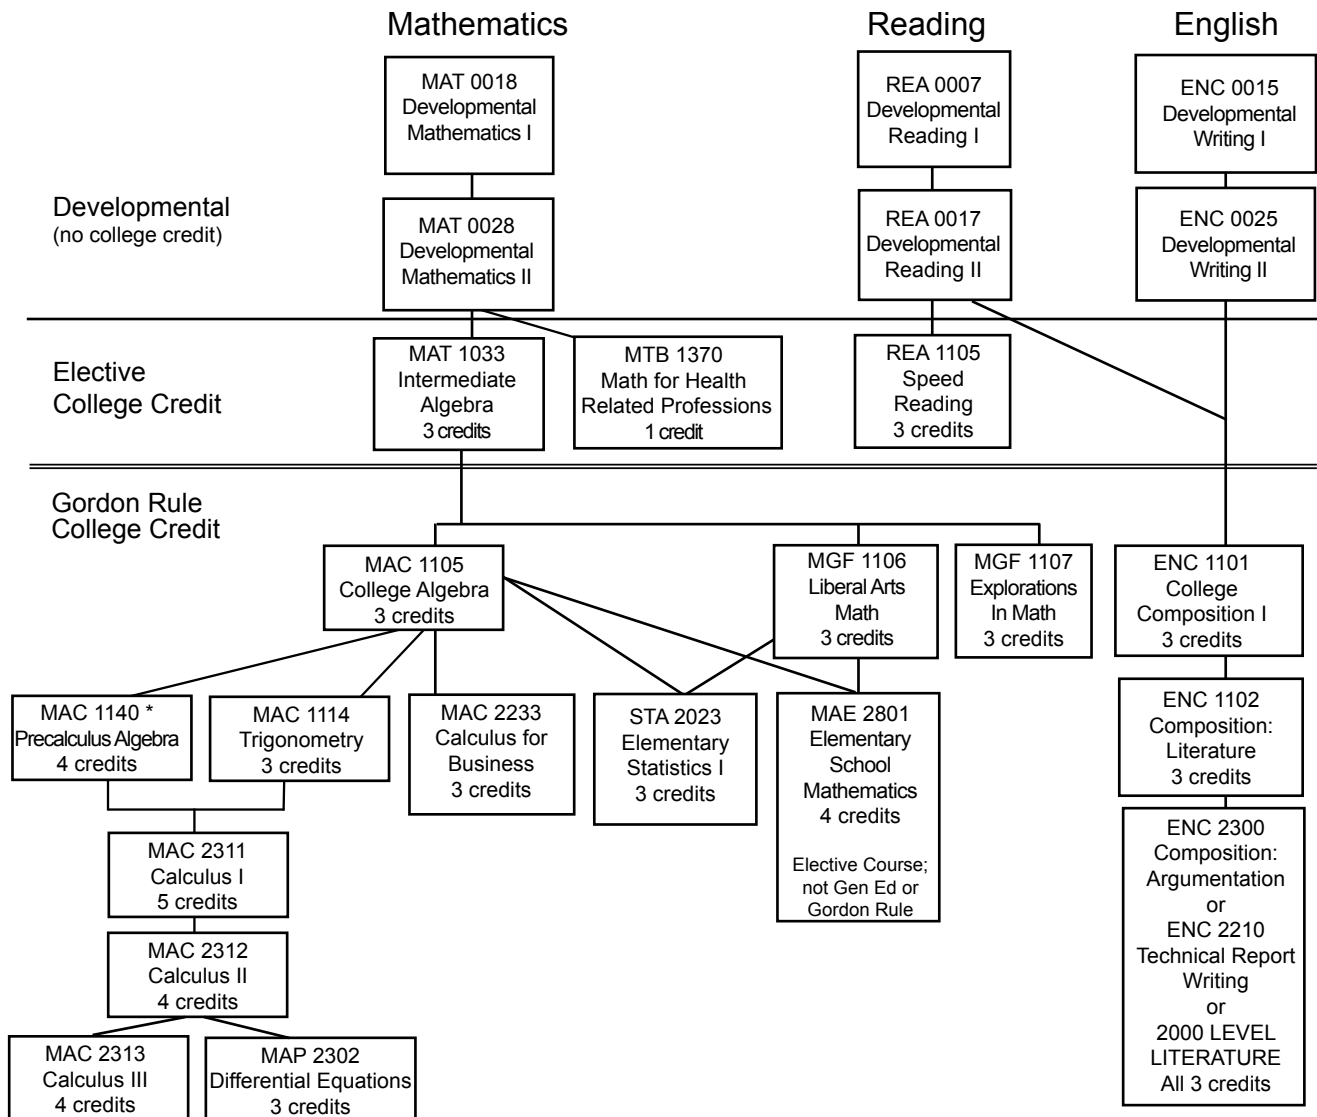 Mathematics
Reading
English
MAT 0018
Developmental
Mathematics I
REA 0007
Developmental
Reading I
ENC 0015
Developmental
Writing I
Developmental
(no college credit)
MAT 0028
Developmental
Mathematics II
REA 0017
Developmental
Reading II
ENC 0025
Developmental
Writing II
Elective
College Credit
MAT 1033
Intermediate
Algebra
3 credits
MTB 1370
Math for Health
Related Professions
1 credit
REA 1105
Speed
Reading
3 credits
Gordon Rule
College Credit
MAC 1105
College Algebra
3 credits
MGF 1106
Liberal Arts
Math
3 credits
MGF 1107
Explorations
In Math
3 credits
ENC 1101
College
Composition I
3 credits
MAC 1140 *
Precalculus Algebra
4 credits
MAC 1114
Trigonometry
3 credits
MAC 2233
Calculus for
Business
3 credits
STA 2023
Elementary
Statistics I
3 credits
MAE 2801
Elementary
School
Mathematics
4 credits
Elective Course;
not Gen Ed or
Gordon Rule
ENC 1102
Composition:
Literature
3 credits
MAC 2311
Calculus I
5 credits
MAC 2312
Calculus II
4 credits
MAC 2313
Calculus III
4 credits
MAP 2302
Differential Equations
3 credits
ENC 2300
Composition:
Argumentation
or
ENC 2210
Technical Report
Writing
or
2000 LEVEL
LITERATURE
All 3 credits